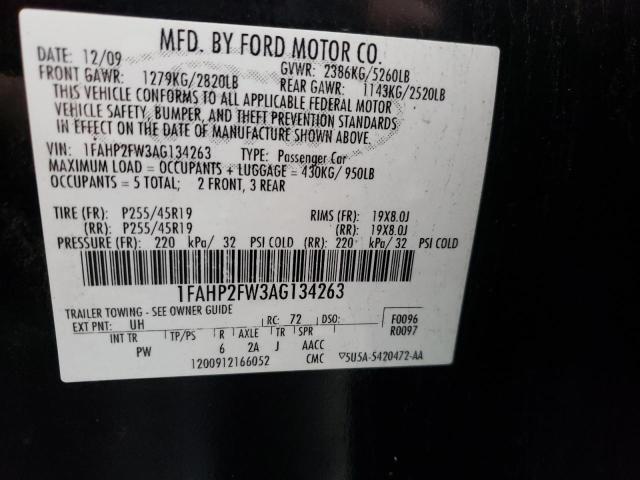 MFD. BY FORD MOTOR CO.
DATE: 12/09 GVWR: 2386KG/5260LB
FRONT GAWR: 1279KG/2820LB REAR GAWR: 1143KG/2520LB
THIS VEHICLE CONFORMS TO ALL APPLICABLE FEDERAL MOTOR
VEHICLE SAFETY, BUMPER, AND THEFT PREVENTION STANDARDS
IN EFFECT ON THE DATE OF MANUFACTURE SHOWN ABOVE.
VIN: 1FAHP2FW3AG134263 TYPE: Passenger Car
MAXIMUM LOAD = OCCUPANTS + LUGGAGE = 430KG/ 950LB
OCCUPANTS = 5 TOTAL; 2 FRONT, 3 REAR
TIRE (FR): P255/45R19 RIMS (FR): 19X8.0J
(RR): P255/45R19 (RR): 19X8.0J
PRESSURE (FR): 220 kPa/ 32 PSI COLD (RR): 220 kPa/ 32 PSI COLD
1FAHP2FW3AG134263
TRAILER TOWING - SEE OWNER GUIDE
EXT PNT: UH RC: 72 DSO: F0096
INT TR TP/PS R AXLE TR SPR R0097
PW 6 2A J AACC
1200912166052 CMC ▽5U5A-5420472-AA